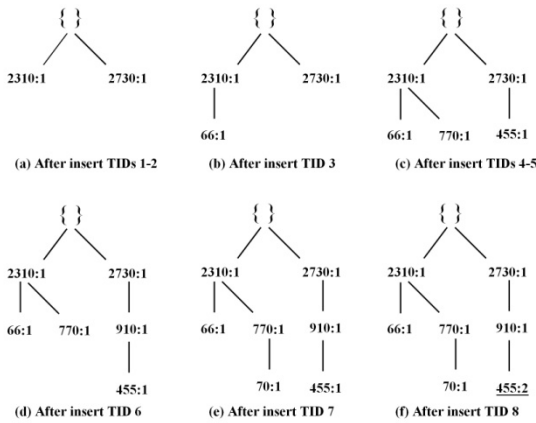 { } { } { }
2310:1 2730:1 2310:1 2730:1 2310:1 2730:1
66:1 66:1 770:1 455:1
(a) After insert TIDs 1-2 (b) After insert TID 3 (c) After insert TIDs 4-5
{ } { } { }
2310:1 2730:1 2310:1 2730:1 2310:1 2730:1
66:1 770:1 910:1 66:1 770:1 910:1 66:1 770:1 910:1
455:1 70:1 455:1 70:1 455:2
(d) After insert TID 6 (e) After insert TID 7 (f) After insert TID 8